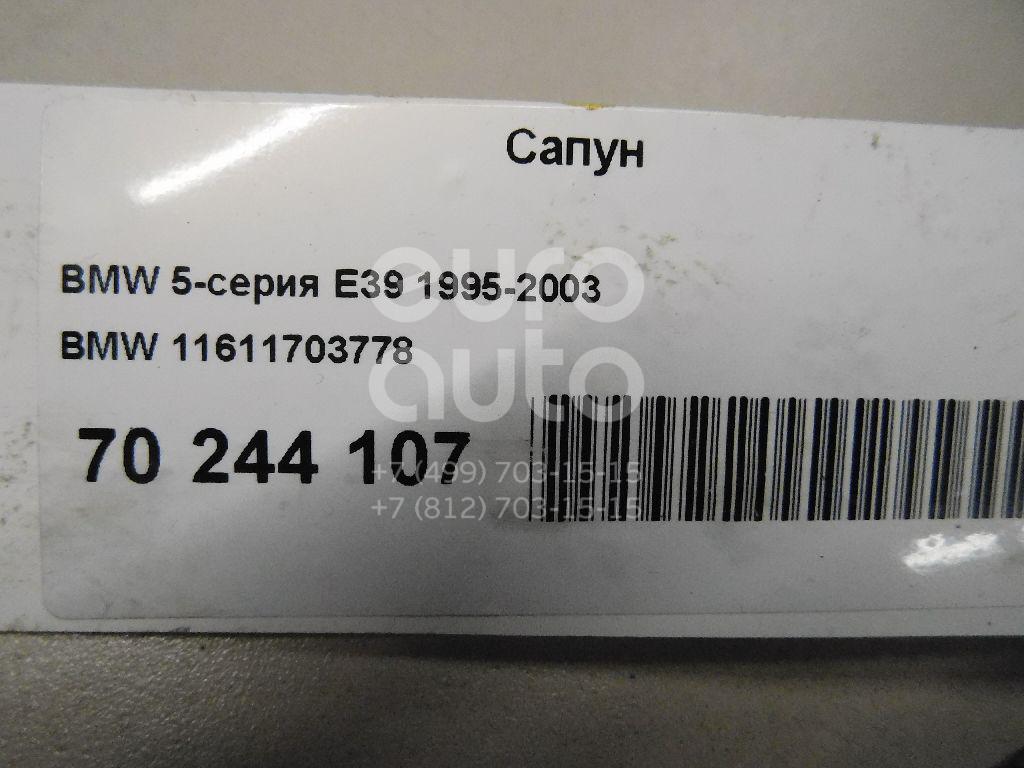 Сапун
BMW 5-серия E39 1995-2003
BMW 11611703778
70 244 107
euro
auto
+7 (499) 703-15-15
+7 (812) 703-15-15